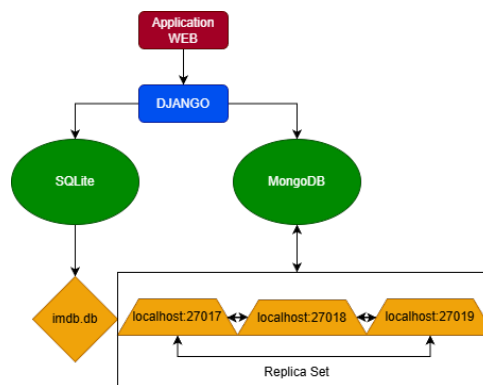 Application
WEB
DJANGO
SQLite
MongoDB
imdb.db
localhost:27017
localhost:27018
localhost:27019
Replica Set